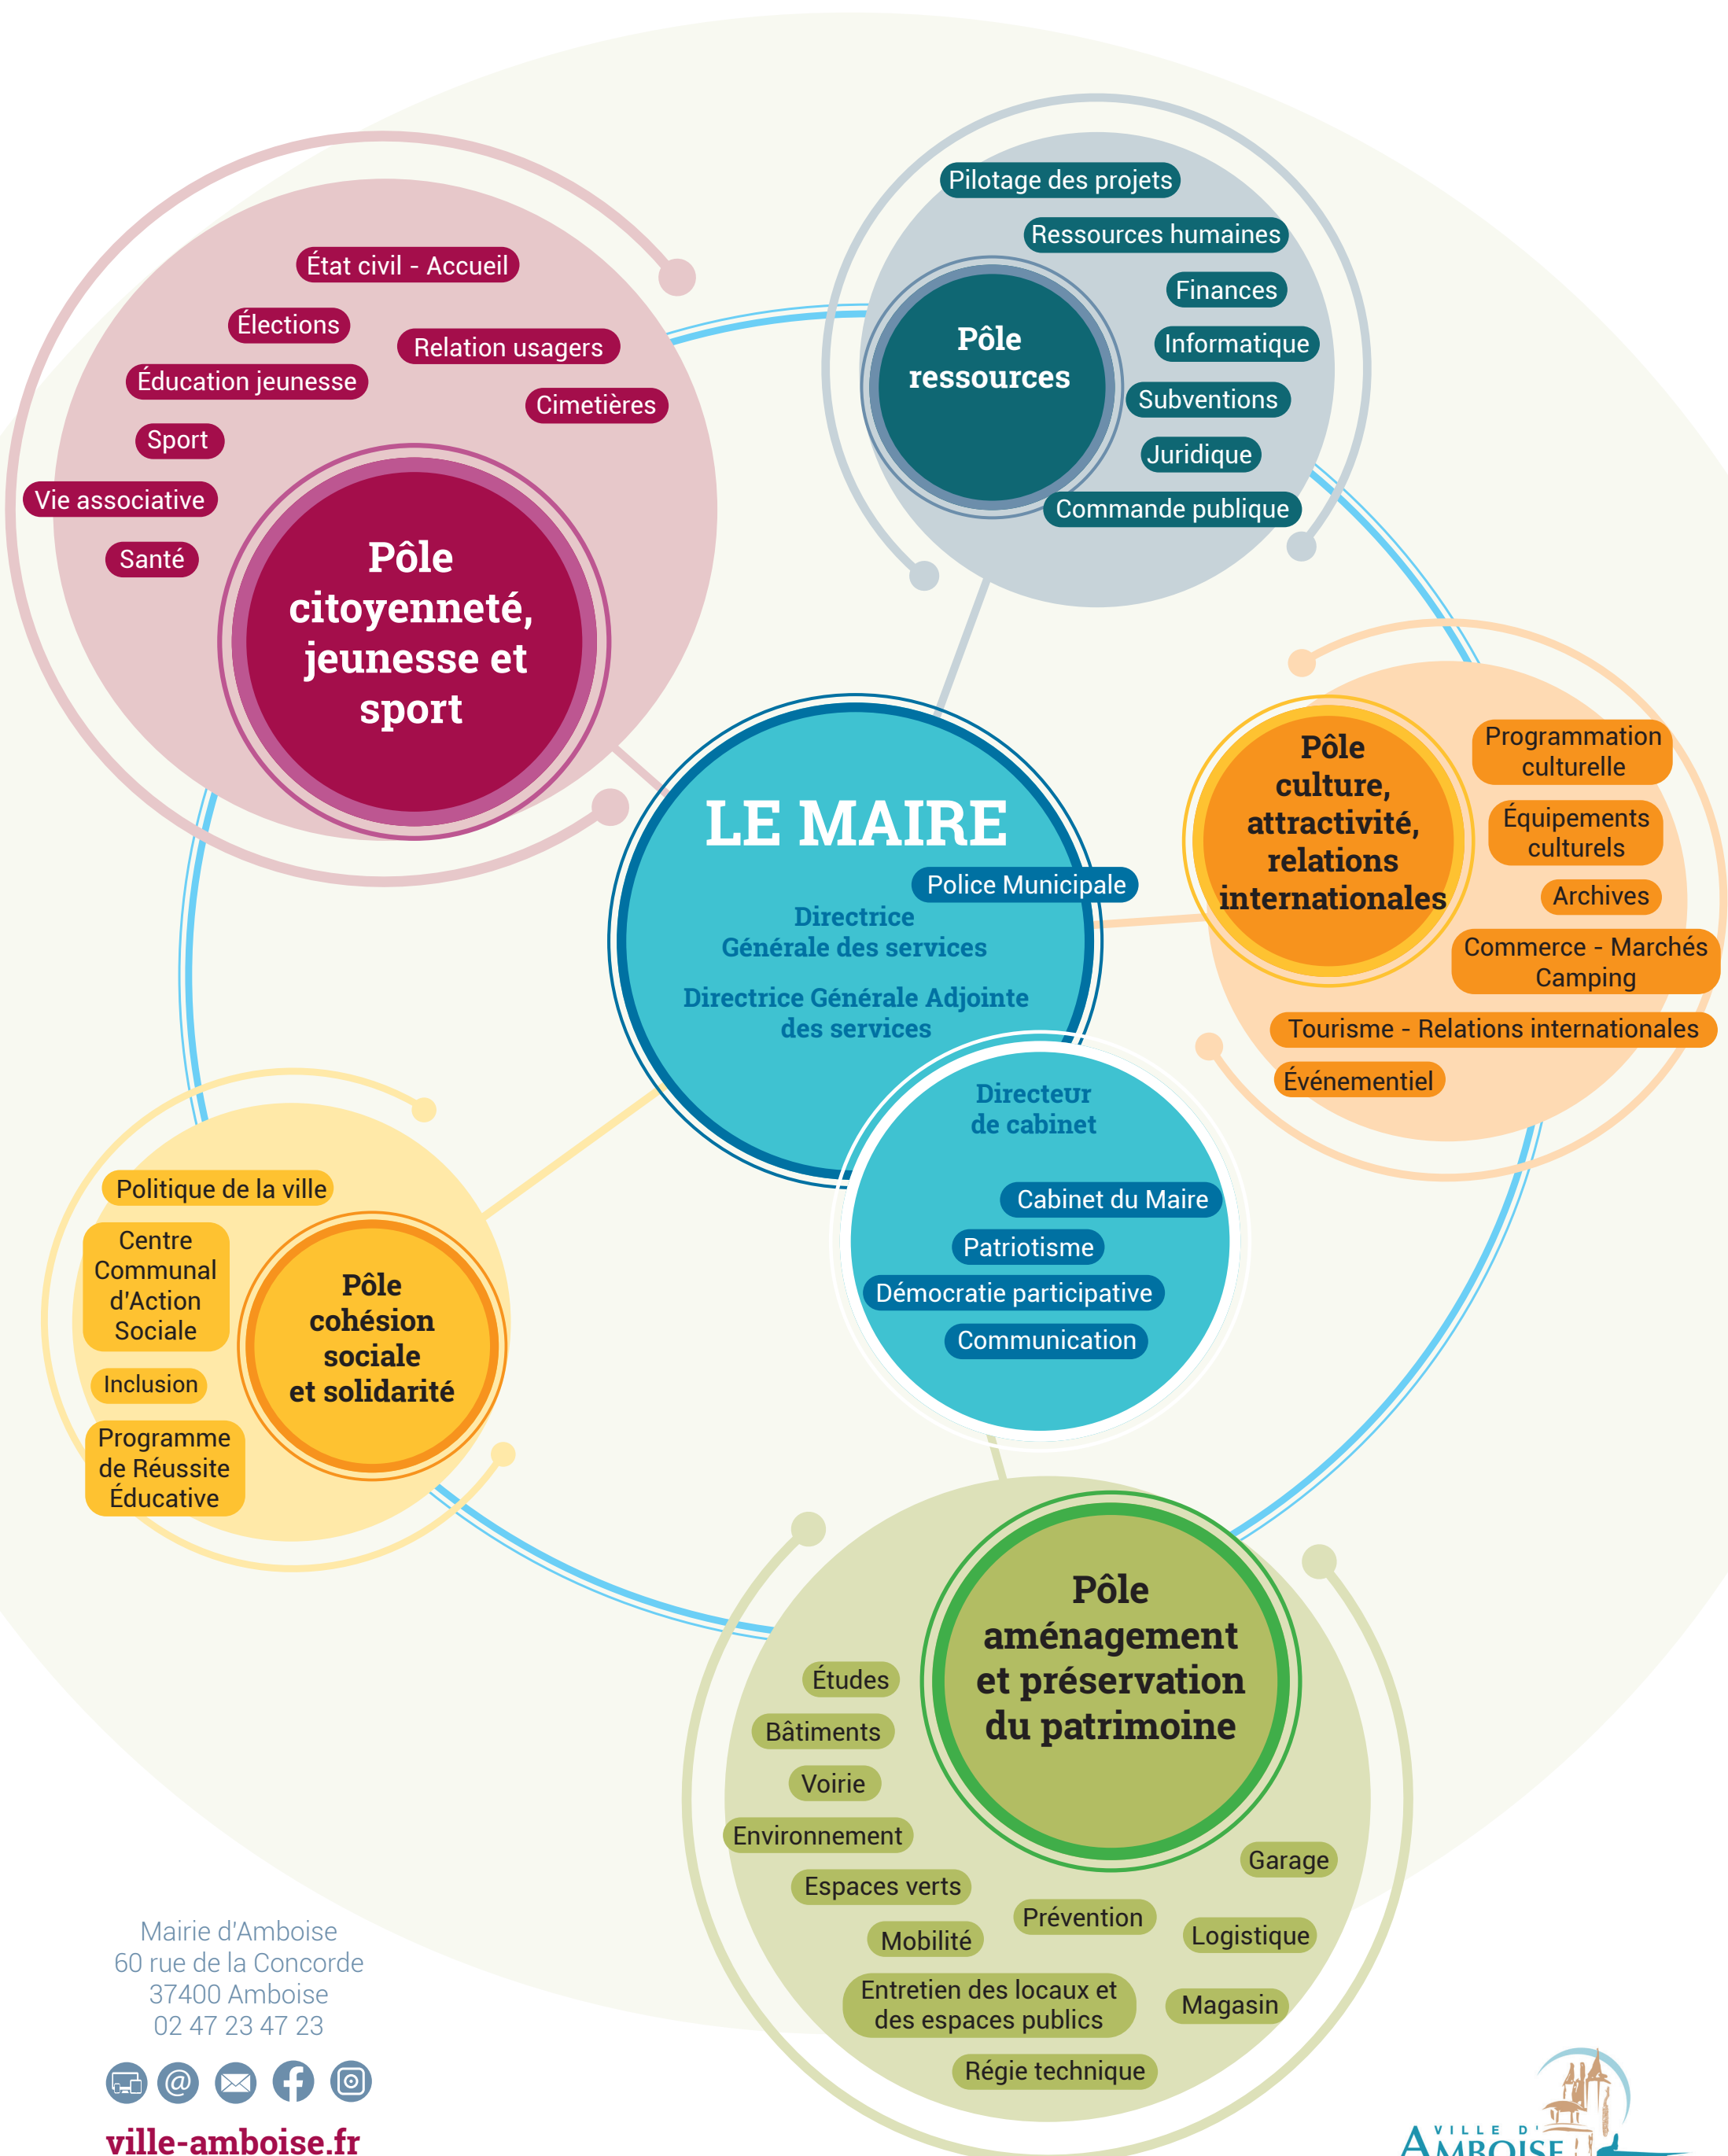 Pilotage des projets
Ressources humaines
Finances
Informatique
Subventions
Juridique
Commande publique
Pôle
ressources
État civil - Accueil
Élections
Relation usagers
Éducation jeunesse
Cimetières
Sport
Vie associative
Santé
Pôle
citoyenneté,
jeunesse et
sport
LE MAIRE
Police Municipale
Directrice
Générale des services
Directrice Générale Adjointe
des services
Directeur
de cabinet
Cabinet du Maire
Patriotisme
Démocratie participative
Communication
Pôle
culture,
attractivité,
relations
internationales
Programmation
culturelle
Équipements
culturels
Archives
Commerce - Marchés
Camping
Tourisme - Relations internationales
Événementiel
Politique de la ville
Centre
Communal
d'Action
Sociale
Inclusion
Programme
de Réussite
Éducative
Pôle
cohésion
sociale
et solidarité
Pôle
aménagement
et préservation
du patrimoine
Études
Bâtiments
Voirie
Environnement
Espaces verts
Mobilité
Prévention
Garage
Logistique
Entretien des locaux et
des espaces publics
Magasin
Régie technique
Mairie d'Amboise
60 rue de la Concorde
37400 Amboise
02 47 23 47 23
@
ville-amboise.fr
VILLE D'
AMBOISE